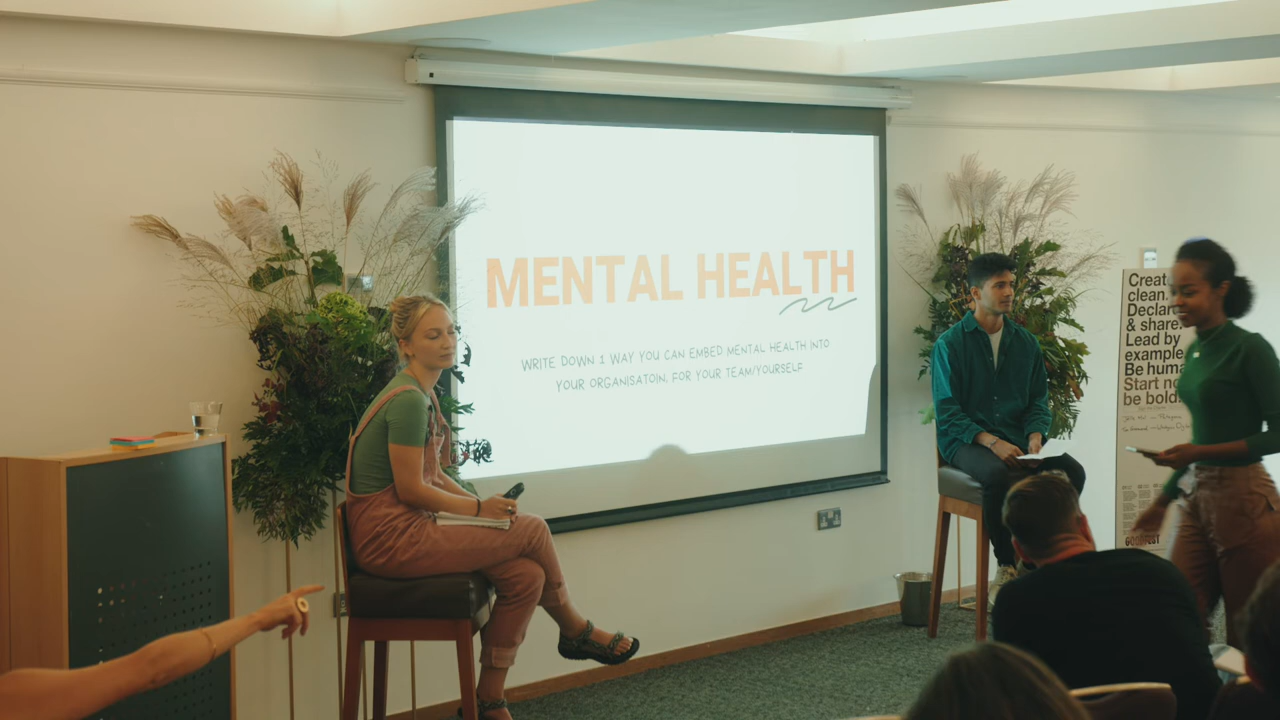 MENTAL HEALTH
WRITE DOWN 1 WAY YOU CAN EMBED MENTAL HEALTH INTO
YOUR ORGANISATOIN, FOR YOUR TEAM/YOURSELF
Create
clean.
Declar
& share.
Lead by
example
Be huma
Start no
be bold.